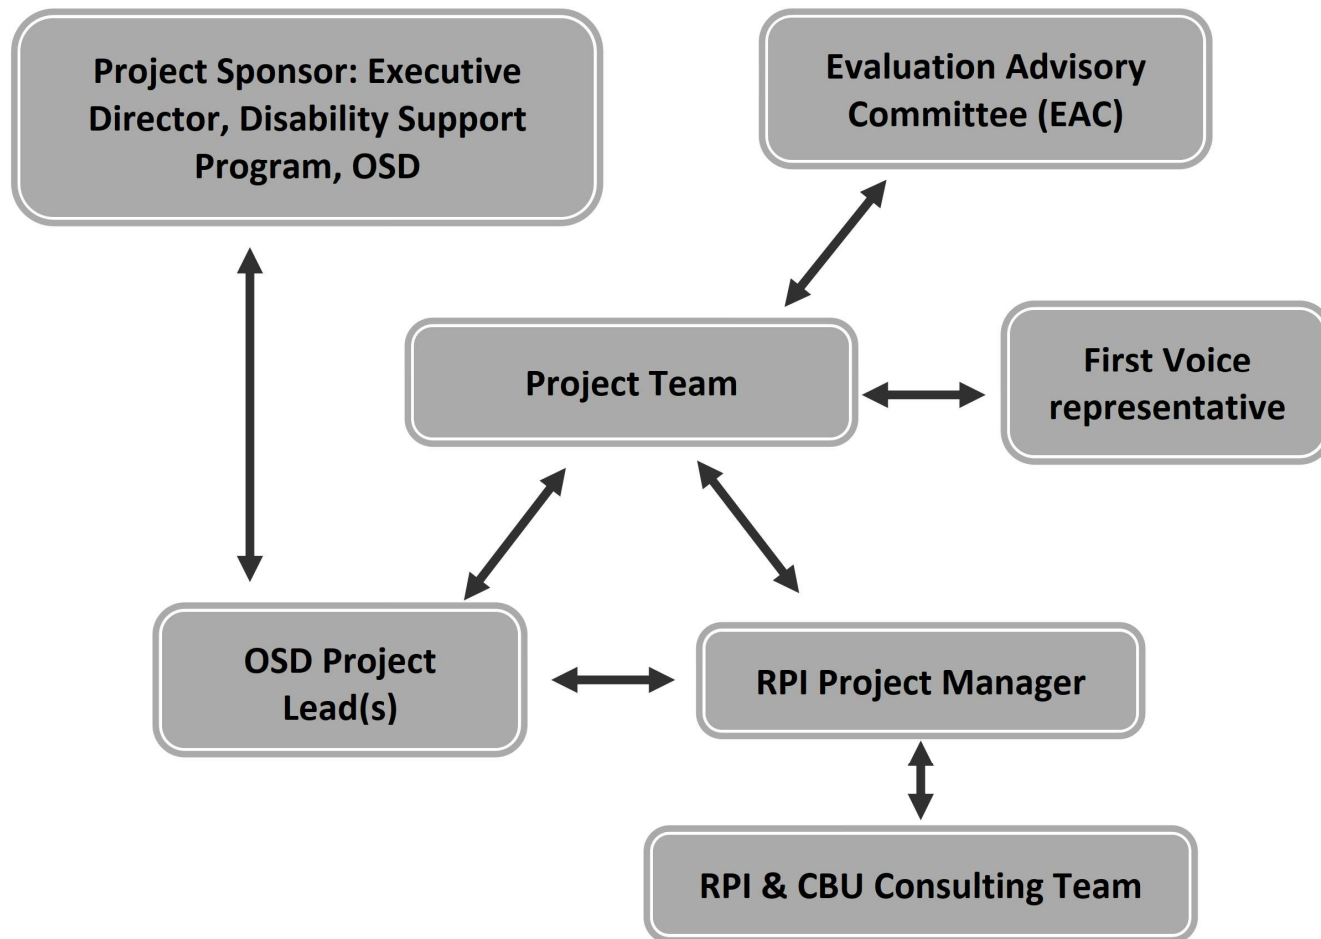 Project Sponsor: Executive
Director, Disability Support
Program, OSD
Evaluation Advisory
Committee (EAC)
Project Team
First Voice
representative
OSD Project
Lead(s)
RPI Project Manager
RPI & CBU Consulting Team